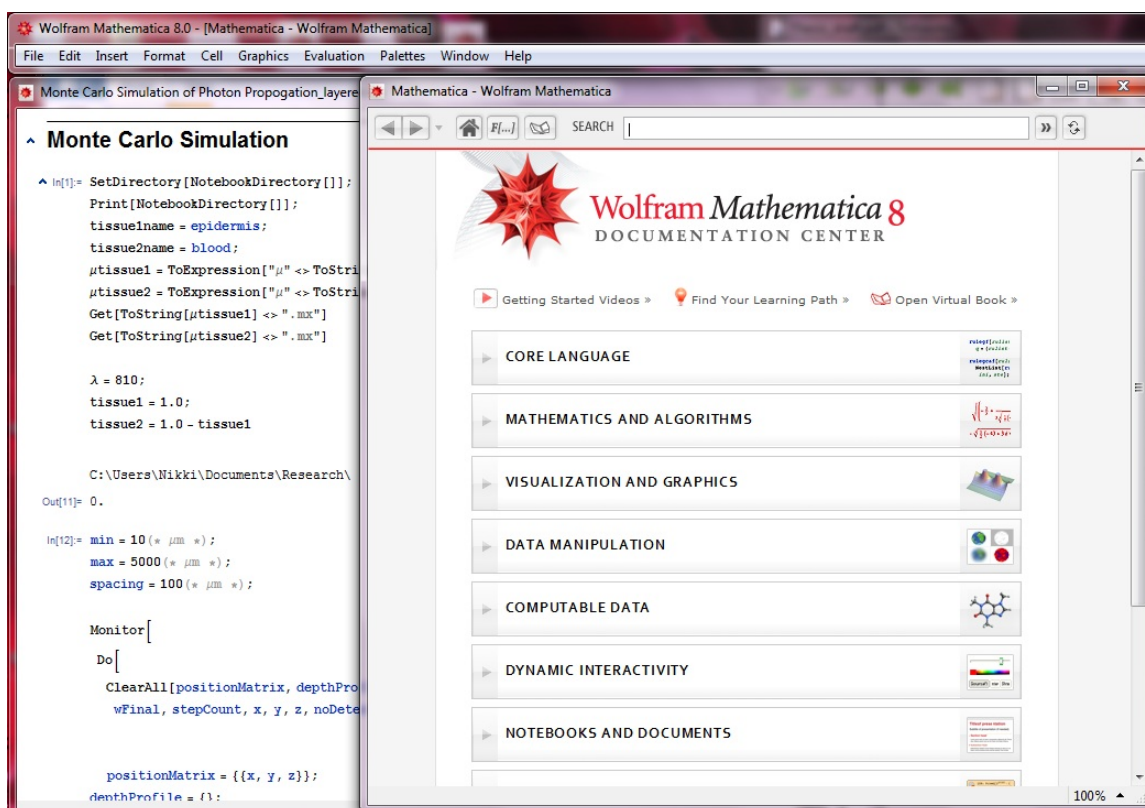 Wolfram Mathematica 8.0 - [Mathematica - Wolfram Mathematica]
File Edit Insert Format Cell Graphics Evaluation Palettes Window Help
Monte Carlo Simulation of Photon Propogation_layere
Monte Carlo Simulation
In[1]:= SetDirectory[NotebookDirectory[]];
Print[NotebookDirectory[]];
tissue1name = epidermis;
tissue2name = blood;
μtissue1 = ToExpression["μ" <> ToStri
μtissue2 = ToExpression["μ" <> ToStri
Get[ToString[μtissue1] <> ".mx"]
Get[ToString[μtissue2] <> ".mx"]
λ = 810;
tissue1 = 1.0;
tissue2 = 1.0 - tissue1
C:\Users\Nikki\Documents\Research\
Out[11]= 0.
In[12]:= min = 10 (* μm *);
max = 5000 (* μm *);
spacing = 100 (* μm *);
Monitor[
Do[
ClearAll[positionMatrix, depthPro
wFinal, stepCount, x, y, z, noDete
positionMatrix = {{x, y, z}};
depthProfile = {};
Mathematica - Wolfram Mathematica
F[...] SEARCH »
Wolfram Mathematica 8
DOCUMENTATION CENTER
Getting Started Videos » Find Your Learning Path » Open Virtual Book »
CORE LANGUAGE
MATHEMATICS AND ALGORITHMS
VISUALIZATION AND GRAPHICS
DATA MANIPULATION
COMPUTABLE DATA
DYNAMIC INTERACTIVITY
NOTEBOOKS AND DOCUMENTS
100%